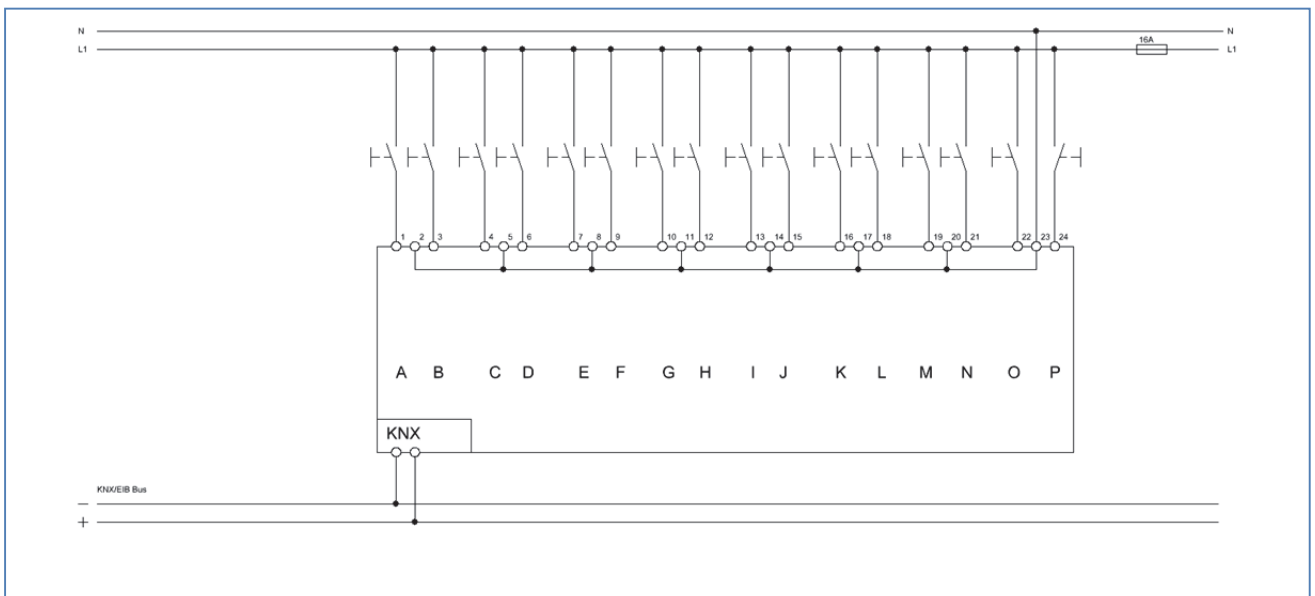 N N
16A
L1 L1
1 2 3 4 5 6 7 8 9 10 11 12 13 14 15 16 17 18 19 20 21 22 23 24
A B C D E F G H I J K L M N O P
KNX
KNX/EIB Bus
−
+